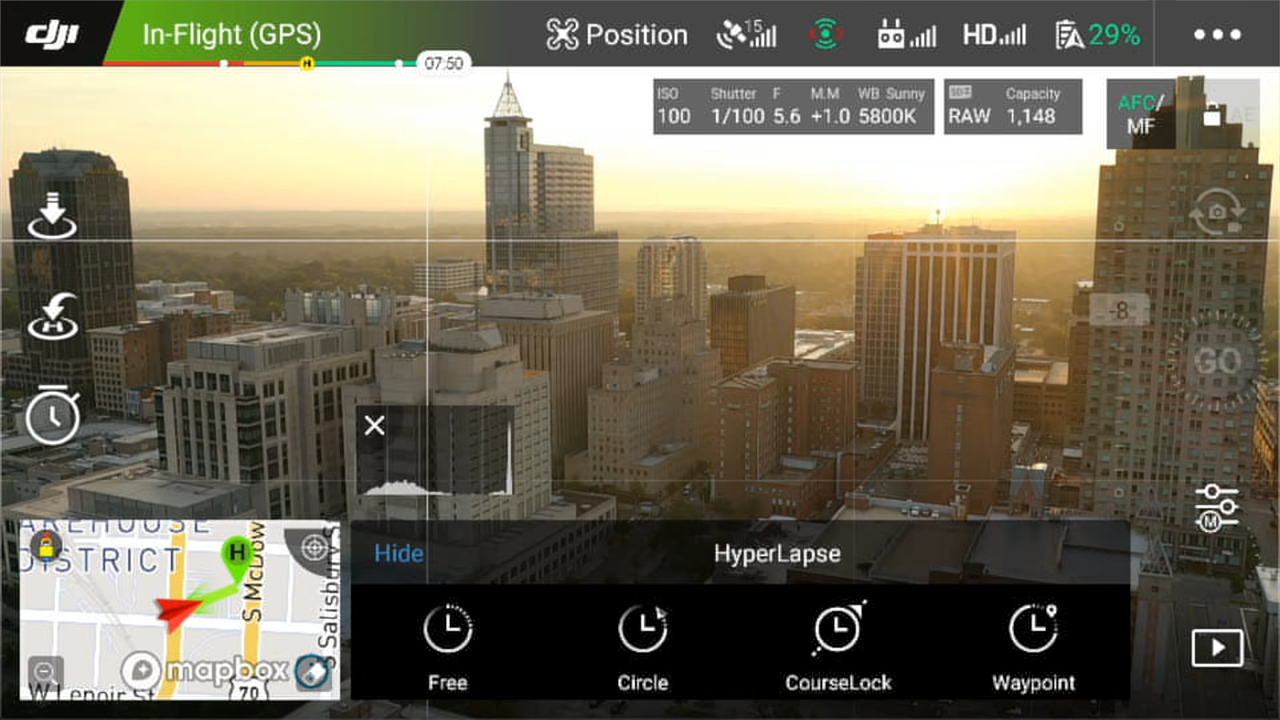 dji In-Flight (GPS) Position 15 HD 29%
07:50
ISO Shutter F M.M WB Sunny Capacity
100 1/100 5.6 +1.0 5800K RAW 1,148
AFC/ AE
MF
-8
GO
M
Hide HyperLapse
Free Circle CourseLock Waypoint
WAREHOUSE
DISTRICT
H
S McDow
S Salisbury S
mapbox
W Lenoir St
70